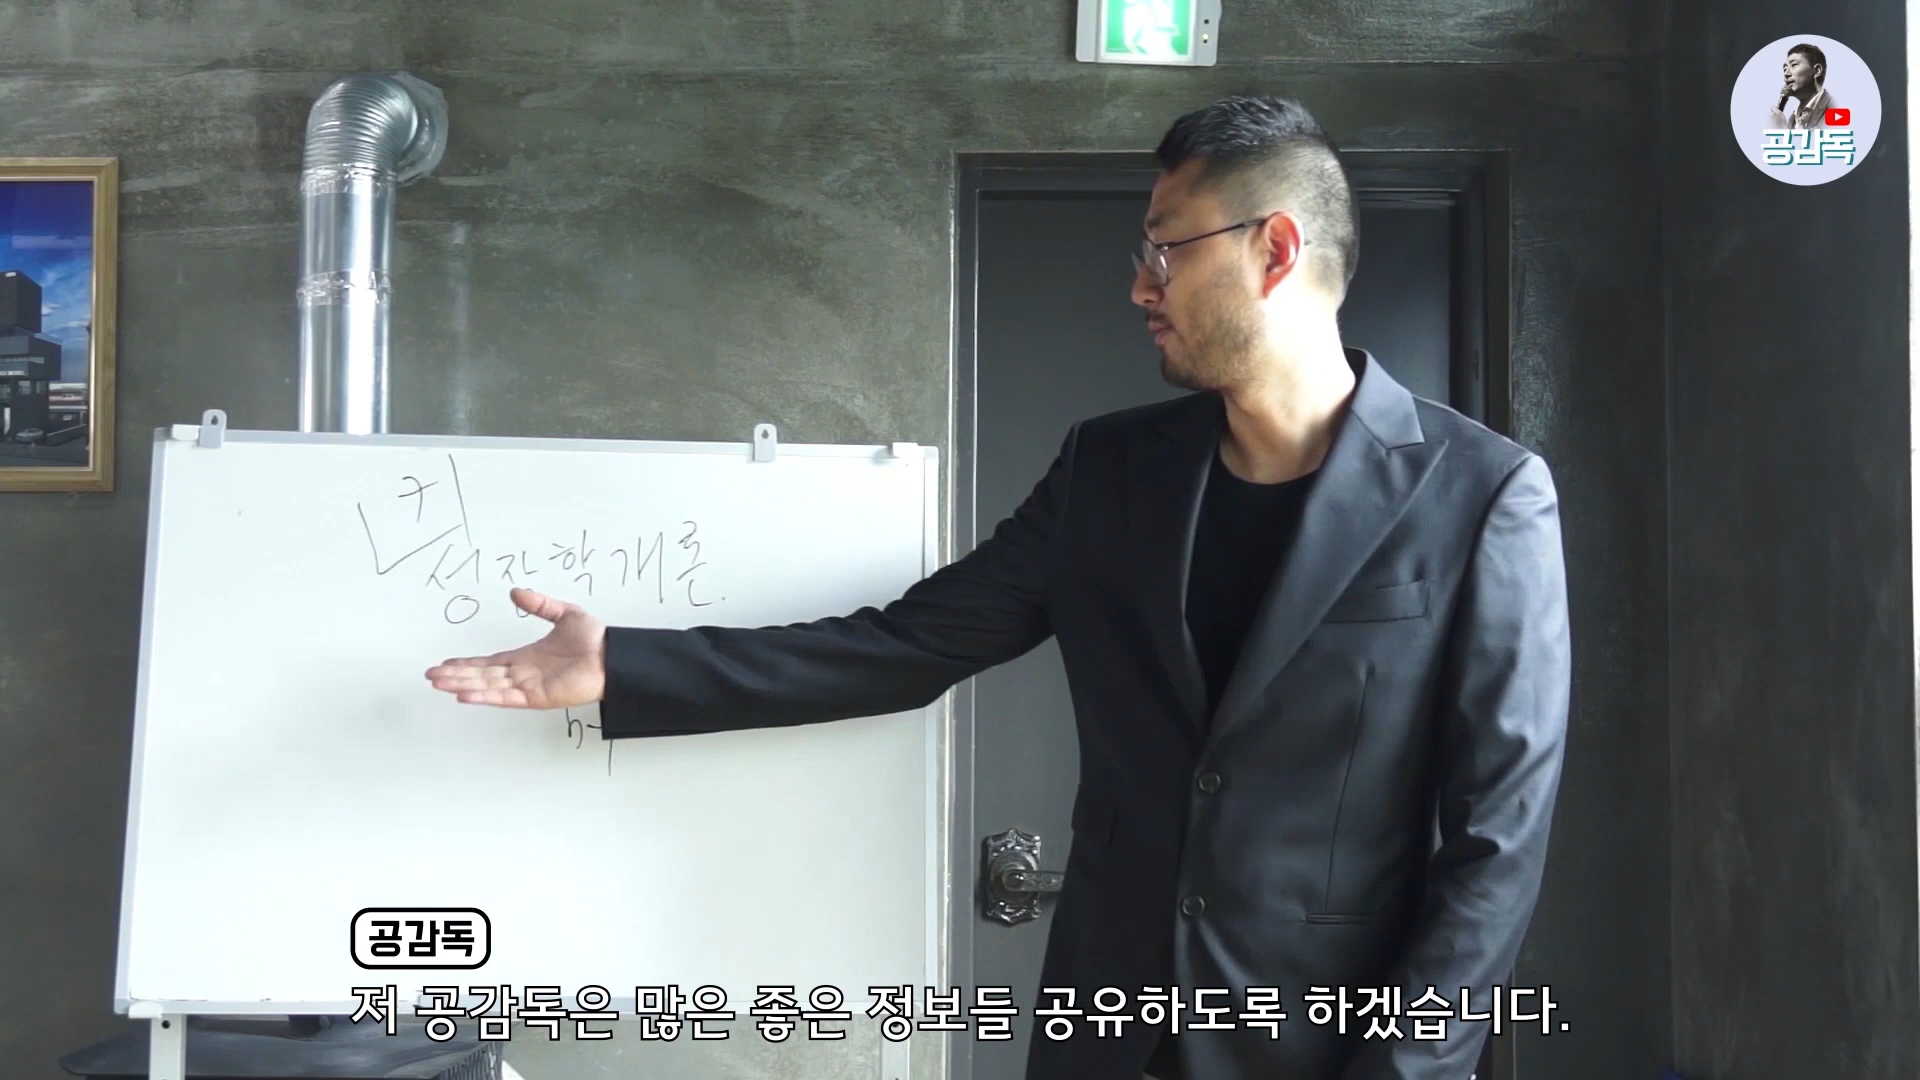 공감독
키
성장학개론.
공감독
저 공감독은 많은 좋은 정보들 공유하도록 하겠습니다.